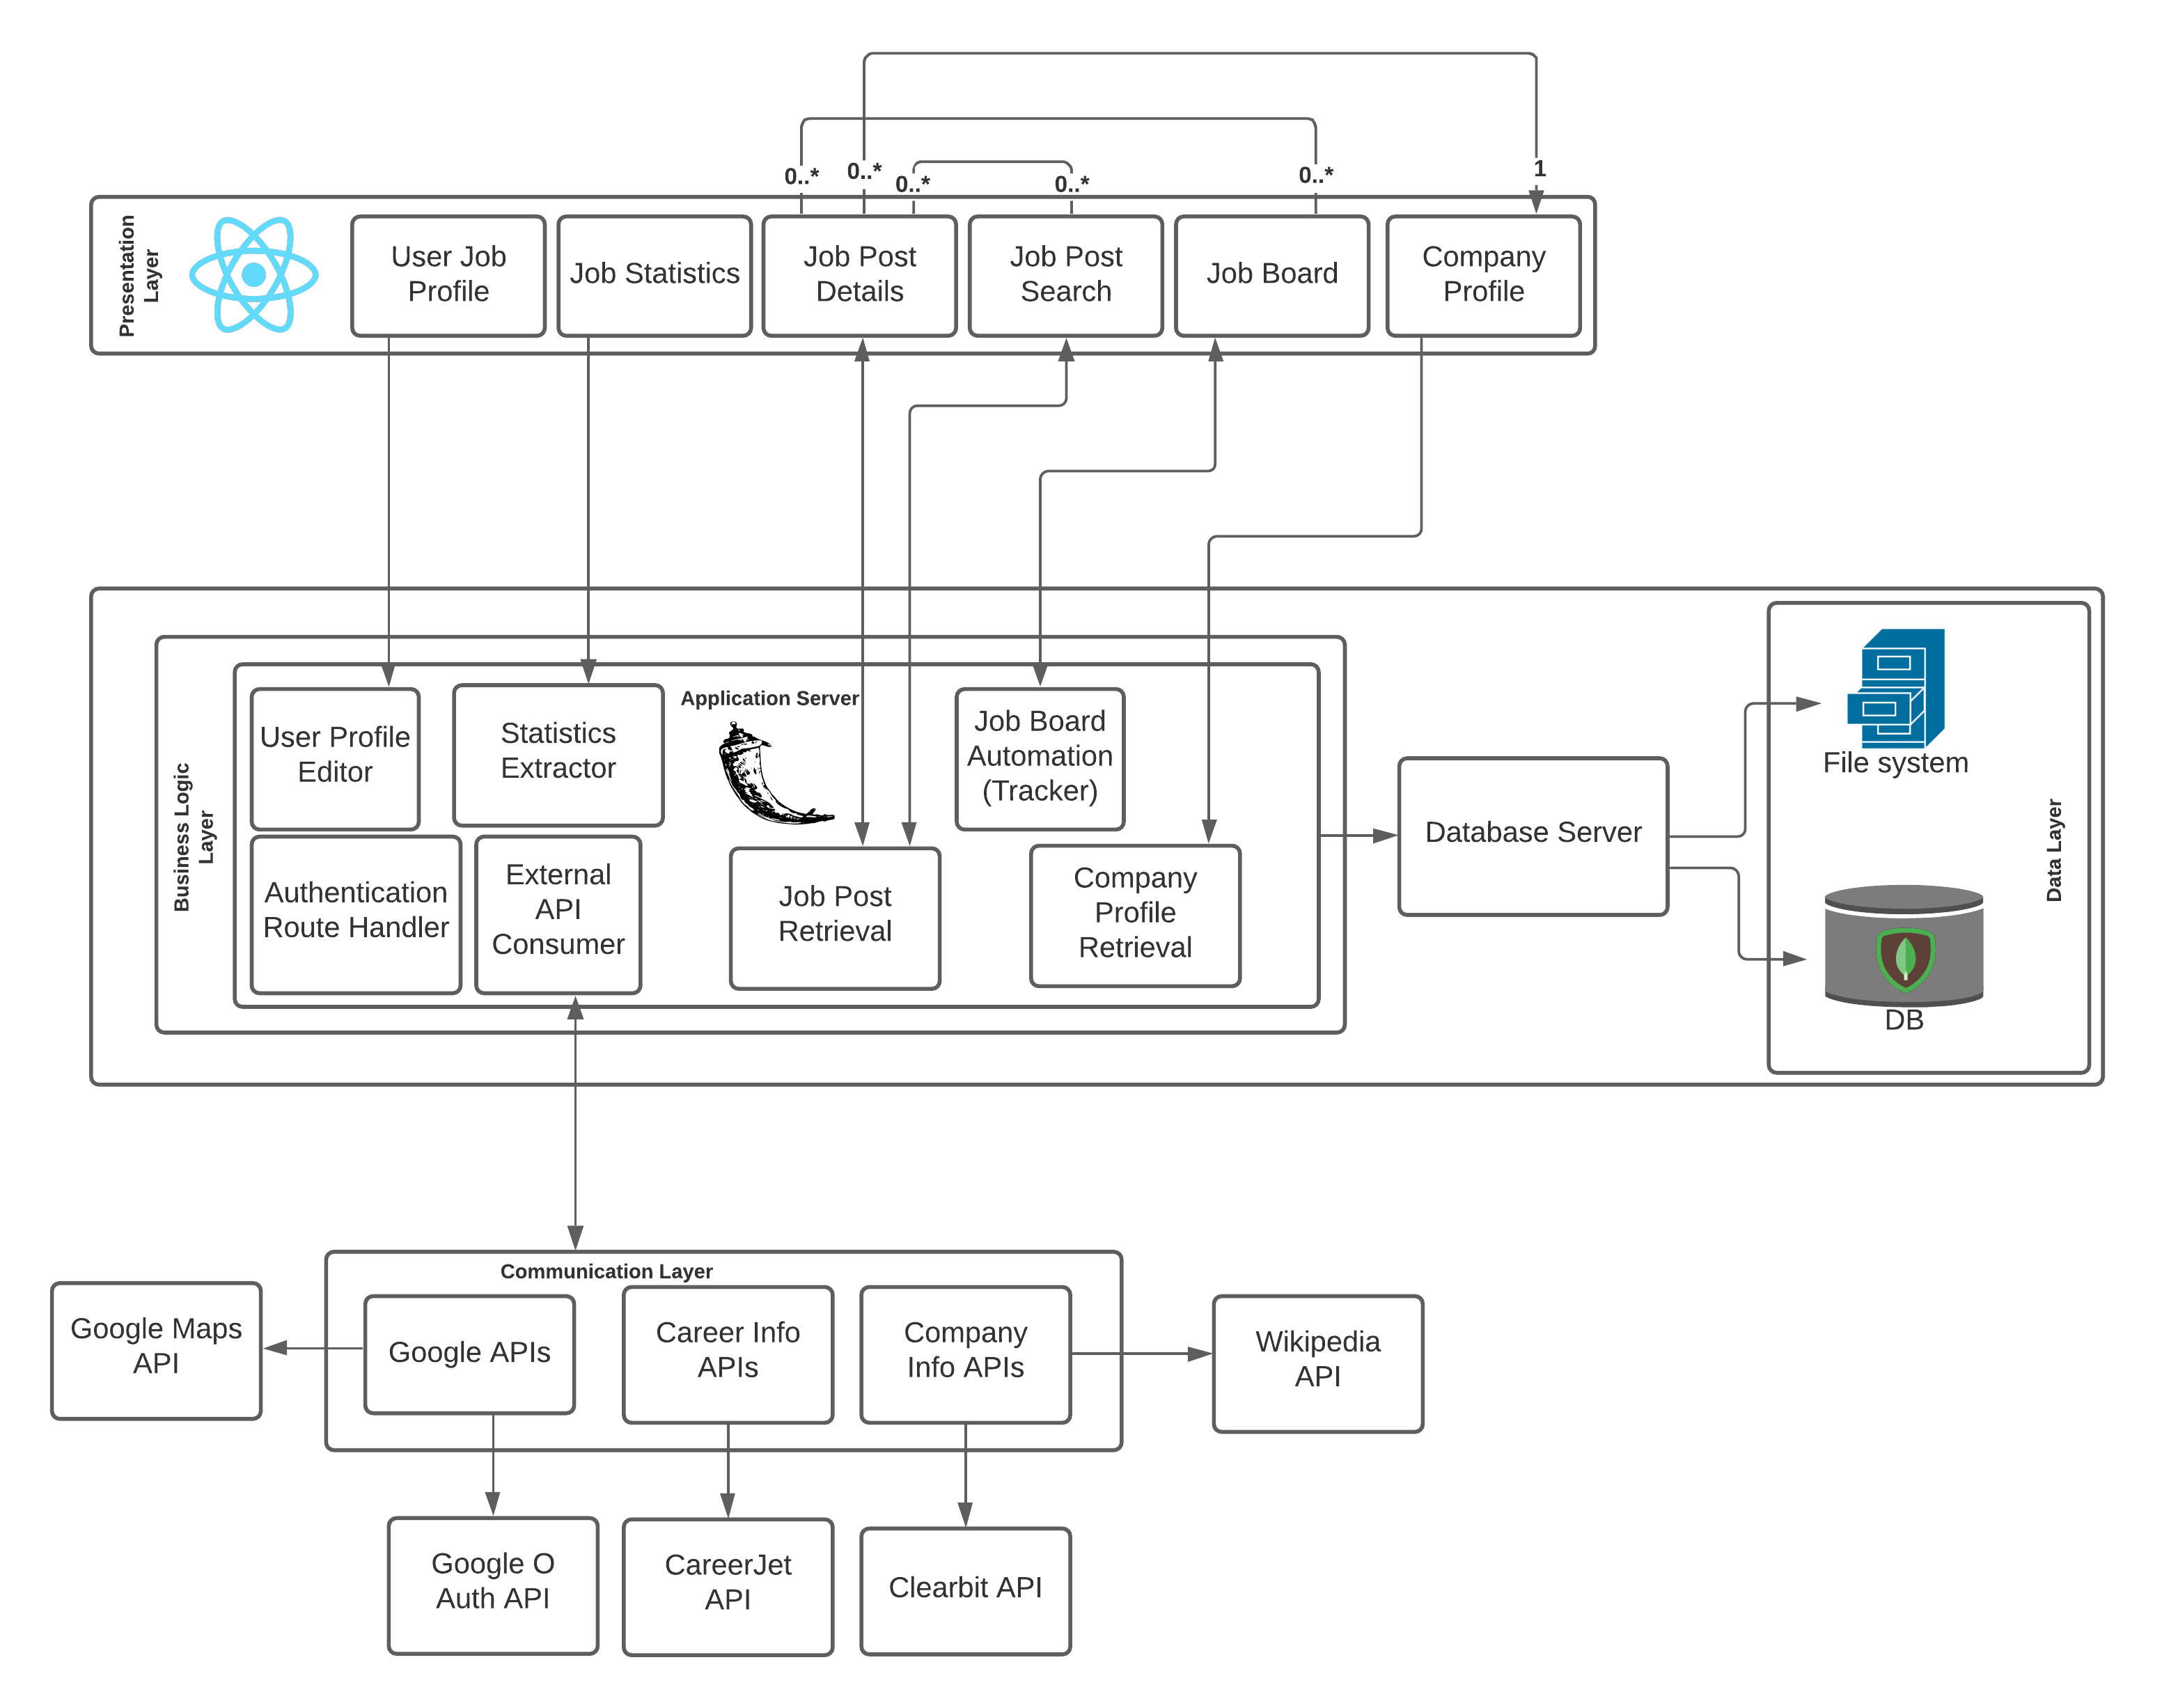 0..*
0..*
0..*
0..*
0..*
1
Presentation
Layer
User Job
Profile
Job Statistics
Job Post
Details
Job Post
Search
Job Board
Company
Profile
Business Logic
Layer
Application Server
User Profile
Editor
Statistics
Extractor
Job Board
Automation
(Tracker)
Authentication
Route Handler
External
API
Consumer
Job Post
Retrieval
Company
Profile
Retrieval
Database Server
File system
Data Layer
DB
Communication Layer
Google Maps
API
Google APIs
Career Info
APIs
Company
Info APIs
Wikipedia
API
Google O
Auth API
CareerJet
API
Clearbit API